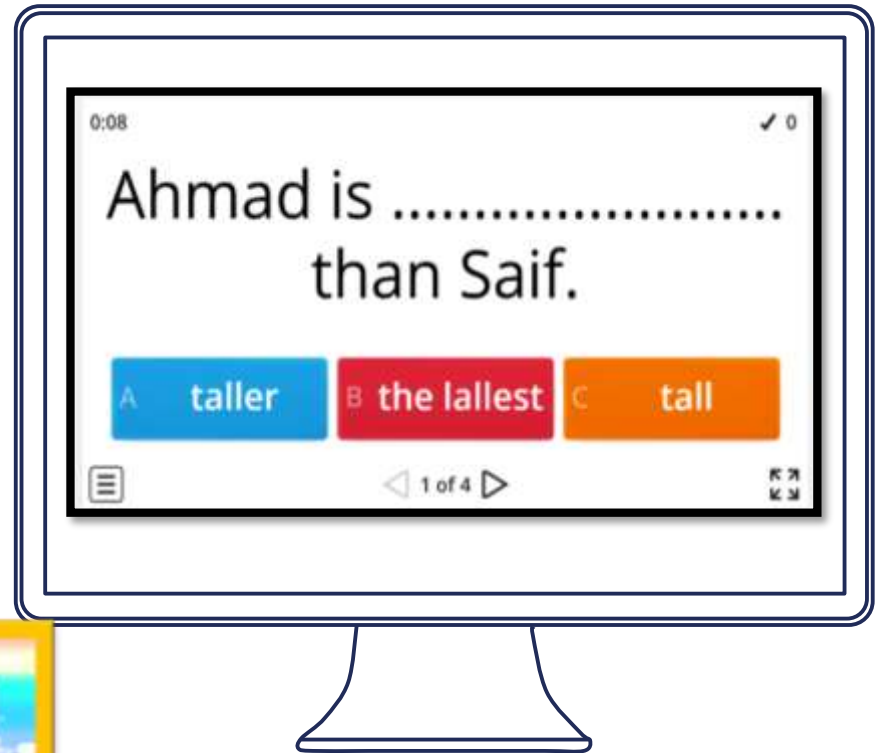 0:08
✓ 0
Ahmad is ........................
than Saif.
A taller
B the lallest
C tall
1 of 4